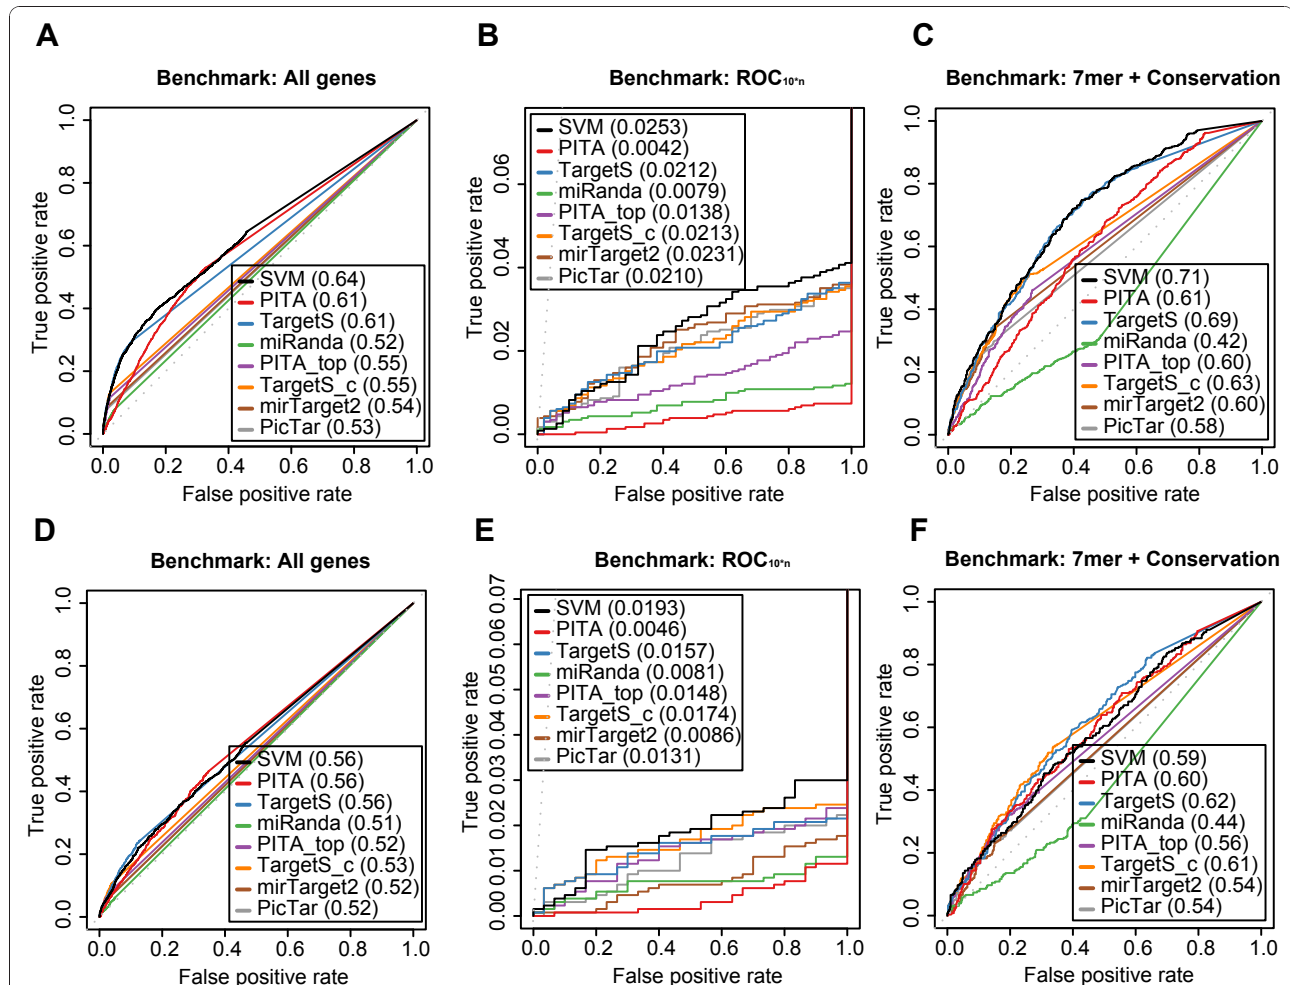 A
Benchmark: All genes
True positive rate
0.0 0.2 0.4 0.6 0.8 1.0
SVM (0.64)
PITA (0.61)
TargetS (0.61)
miRanda (0.52)
PITA_top (0.55)
TargetS_c (0.55)
mirTarget2 (0.54)
PicTar (0.53)
0.0 0.2 0.4 0.6 0.8 1.0
False positive rate
B
Benchmark: ROC10*n
True positive rate
0.00 0.02 0.04 0.06
SVM (0.0253)
PITA (0.0042)
TargetS (0.0212)
miRanda (0.0079)
PITA_top (0.0138)
TargetS_c (0.0213)
mirTarget2 (0.0231)
PicTar (0.0210)
0.0 0.2 0.4 0.6 0.8 1.0
False positive rate
C
Benchmark: 7mer + Conservation
True positive rate
0.0 0.2 0.4 0.6 0.8 1.0
SVM (0.71)
PITA (0.61)
TargetS (0.69)
miRanda (0.42)
PITA_top (0.60)
TargetS_c (0.63)
mirTarget2 (0.60)
PicTar (0.58)
0.0 0.2 0.4 0.6 0.8 1.0
False positive rate
D
Benchmark: All genes
True positive rate
0.0 0.2 0.4 0.6 0.8 1.0
SVM (0.56)
PITA (0.56)
TargetS (0.56)
miRanda (0.51)
PITA_top (0.52)
TargetS_c (0.53)
mirTarget2 (0.52)
PicTar (0.52)
0.0 0.2 0.4 0.6 0.8 1.0
False positive rate
E
Benchmark: ROC10*n
True positive rate
0.00 0.01 0.02 0.03 0.04 0.05 0.06 0.07
SVM (0.0193)
PITA (0.0046)
TargetS (0.0157)
miRanda (0.0081)
PITA_top (0.0148)
TargetS_c (0.0174)
mirTarget2 (0.0086)
PicTar (0.0131)
0.0 0.2 0.4 0.6 0.8 1.0
False positive rate
F
Benchmark: 7mer + Conservation
True positive rate
0.0 0.2 0.4 0.6 0.8 1.0
SVM (0.59)
PITA (0.60)
TargetS (0.62)
miRanda (0.44)
PITA_top (0.56)
TargetS_c (0.61)
mirTarget2 (0.54)
PicTar (0.54)
0.0 0.2 0.4 0.6 0.8 1.0
False positive rate